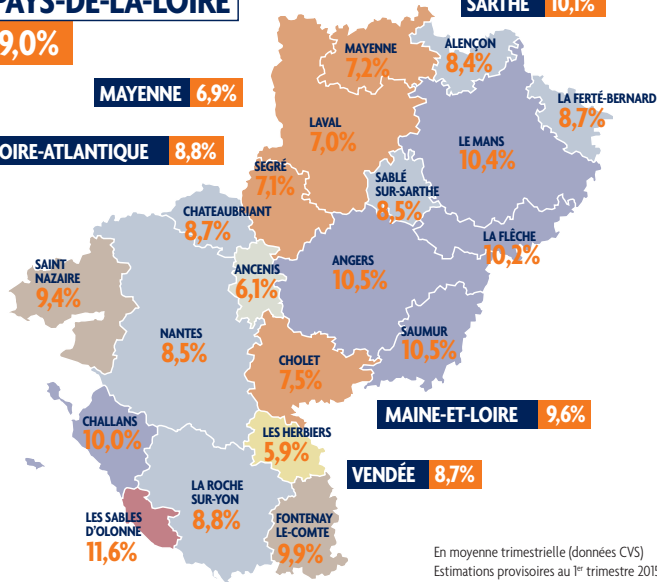 PAYS-DE-LA-LOIRE
9,0%
SARTHE 10,1%
MAYENNE 6,9%
LOIRE-ATLANTIQUE 8,8%
MAYENNE
7,2%
ALENÇON
8,4%
LA FERTÉ-BERNARD
8,7%
LAVAL
7,0%
LE MANS
10,4%
SEGRÉ
7,1%
SABLÉ
SUR-SARTHE
8,5%
CHATEAUBRIANT
8,7%
LA FLÊCHE
10,2%
SAINT
NAZAIRE
9,4%
ANCENIS
6,1%
ANGERS
10,5%
NANTES
8,5%
SAUMUR
10,5%
CHOLET
7,5%
MAINE-ET-LOIRE 9,6%
CHALLANS
10,0%
LES HERBIERS
5,9%
VENDÉE 8,7%
LA ROCHE
SUR-YON
8,8%
LES SABLES
D'OLONNE
11,6%
FONTENAY
LE-COMTE
9,9%
En moyenne trimestrielle (données CVS)
Estimations provisoires au 1er trimestre 2015